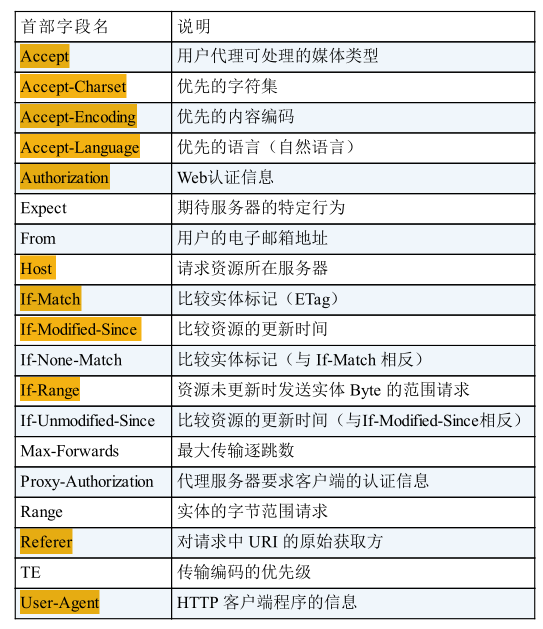 首部字段名 说明
Accept 用户代理可处理的媒体类型
Accept-Charset 优先的字符集
Accept-Encoding 优先的内容编码
Accept-Language 优先的语言（自然语言）
Authorization Web认证信息
Expect 期待服务器的特定行为
From 用户的电子邮箱地址
Host 请求资源所在服务器
If-Match 比较实体标记（ETag）
If-Modified-Since 比较资源的更新时间
If-None-Match 比较实体标记（与 If-Match 相反）
If-Range 资源未更新时发送实体 Byte 的范围请求
If-Unmodified-Since 比较资源的更新时间（与If-Modified-Since相反）
Max-Forwards 最大传输逐跳数
Proxy-Authorization 代理服务器要求客户端的认证信息
Range 实体的字节范围请求
Referer 对请求中 URI 的原始获取方
TE 传输编码的优先级
User-Agent HTTP 客户端程序的信息